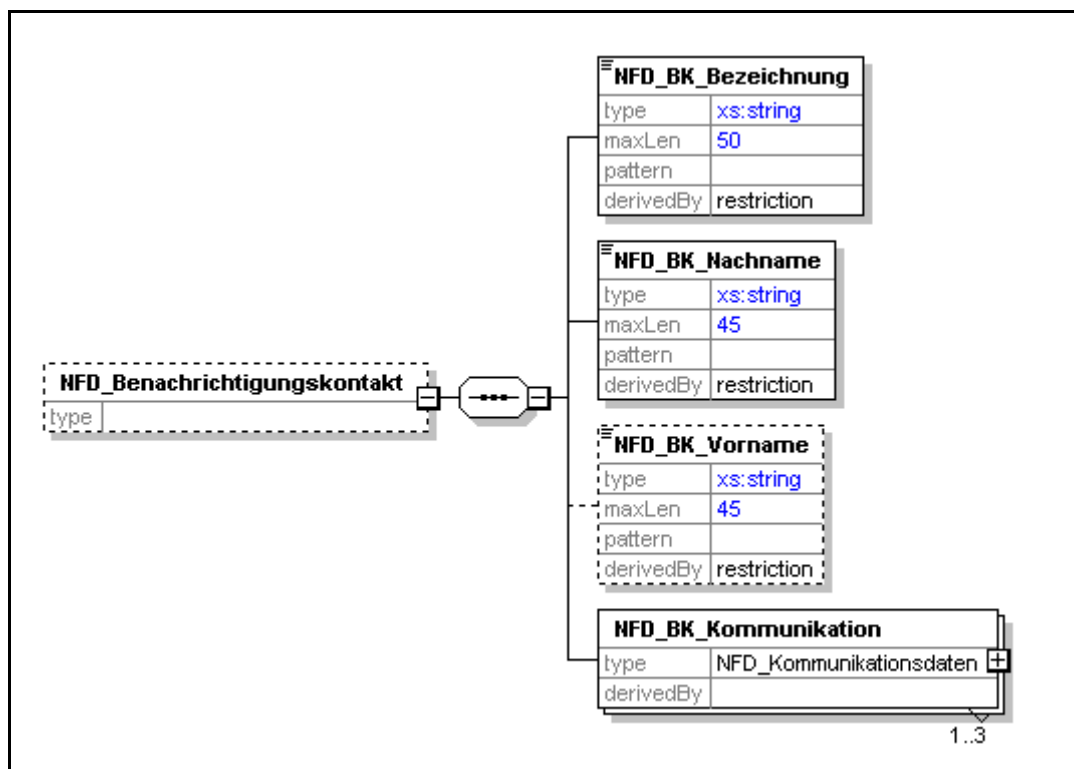 NFD_BK_Bezeichnung
type xs:string
maxLen 50
pattern
derivedBy restriction
NFD_BK_Nachname
type xs:string
maxLen 45
pattern
derivedBy restriction
NFD_Benachrichtigungskontakt
type
NFD_BK_Vorname
type xs:string
maxLen 45
pattern
derivedBy restriction
NFD_BK_Kommunikation
type NFD_Kommunikationsdaten
derivedBy
1..3